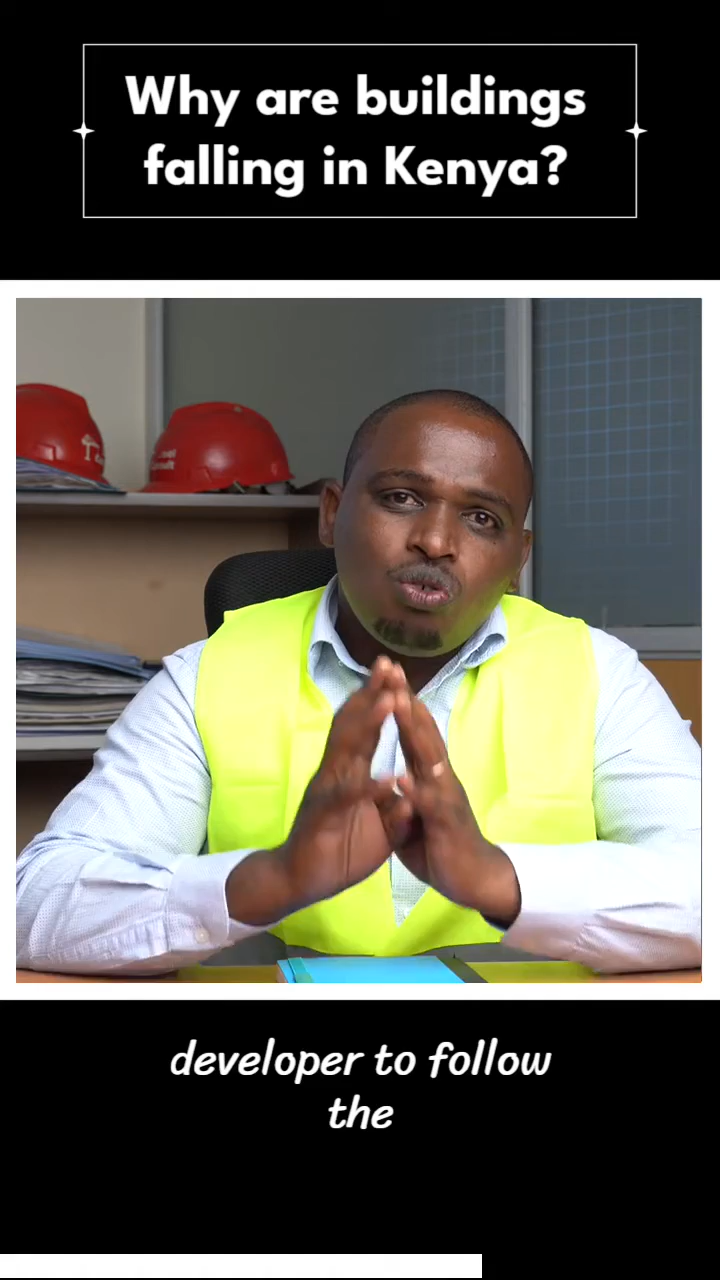 Why are buildings
falling in Kenya?
developer to follow
the